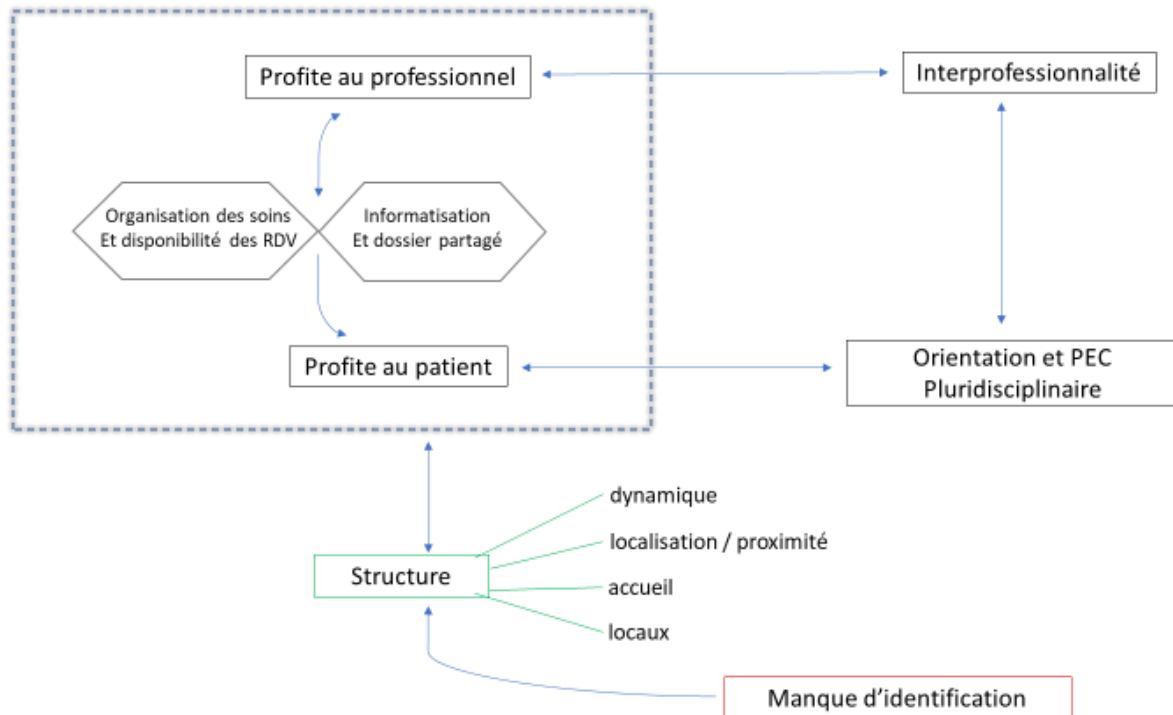 Profite au professionnel
Interprofessionnalité
Organisation des soins
Et disponibilité des RDV
Informatisation
Et dossier partagé
Profite au patient
Orientation et PEC
Pluridisciplinaire
dynamique
localisation / proximité
Structure
accueil
locaux
Manque d'identification